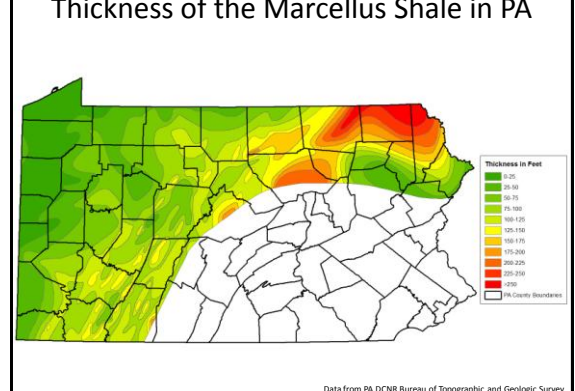 Thickness of the Marcellus Shale in PA
Thickness in Feet
0-25
25-50
50-75
75-100
100-125
125-150
150-175
175-200
200-225
225-250
>250
PA County Boundaries
Data from PA DCNR Bureau of Topographic and Geologic Survey